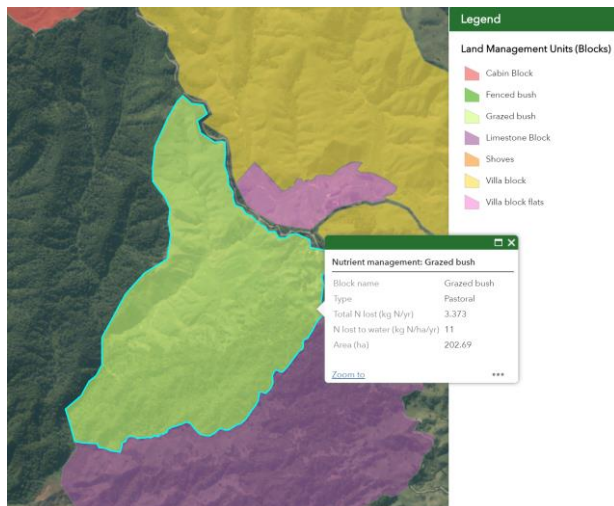 Legend
Land Management Units (Blocks)
Cabin Block
Fenced bush
Grazed bush
Limestone Block
Shoves
Villa block
Villa block flats
Nutrient management: Grazed bush
Block name Grazed bush
Type Pastoral
Total N lost (kg N/yr) 3.373
N lost to water (kg N/ha/yr) 11
Area (ha) 202.69
Zoom to